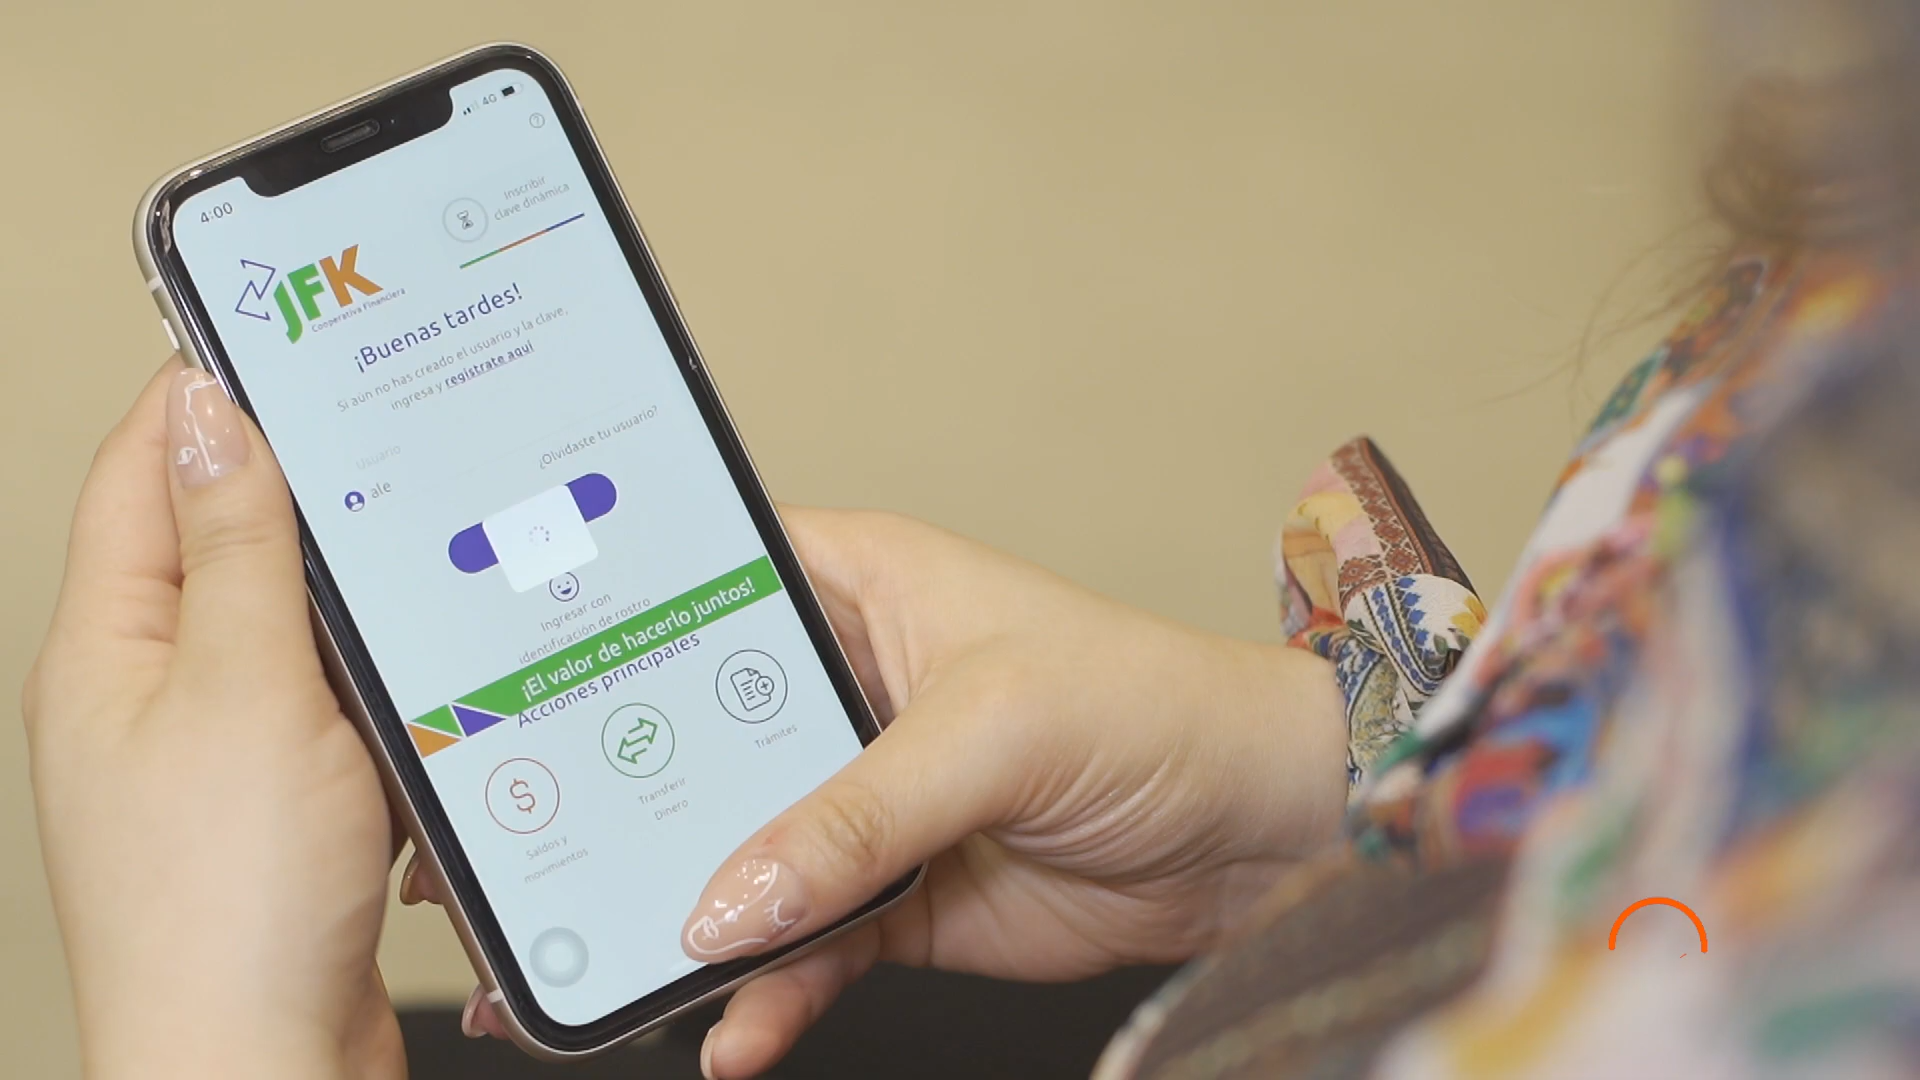 4G
4:00
Inscribir
clave dinámica
JFK
Cooperativa Financiera
¡Buenas tardes!
Si aún no has creado el usuario y la clave,
ingresa y registrate aquí
Usuario
ale
¿Olvidaste tu usuario?
Ingresar con
identificación de rostro
¡El valor de hacerlo juntos!
Acciones principales
Saldos y
movimientos
Transferir
Dinero
Trámites